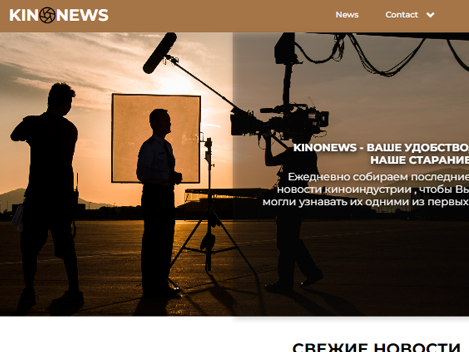 KINONEWS
News
Contact
KINONEWS - ВАШЕ УДОБСТВО
НАШЕ СТАРАНИЕ
Ежедневно собираем последние
новости киноиндустрии , чтобы Вы
могли узнавать их одними из первых
СВЕЖИЕ НОВОСТИ